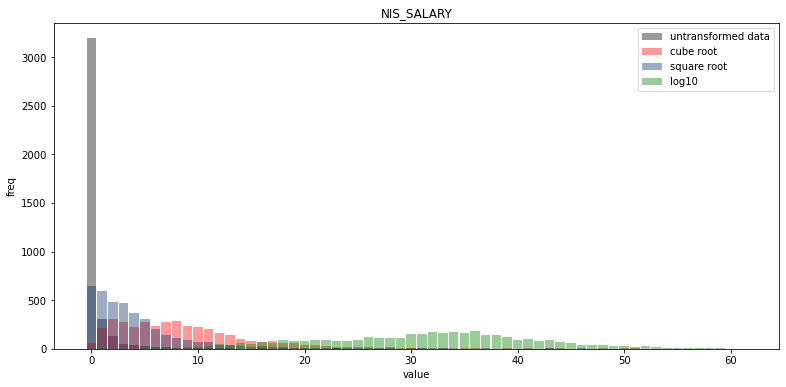 NIS_SALARY
untransformed data
cube root
square root
log10
freq
3000
2500
2000
1500
1000
500
0
0 10 20 30 40 50 60
value